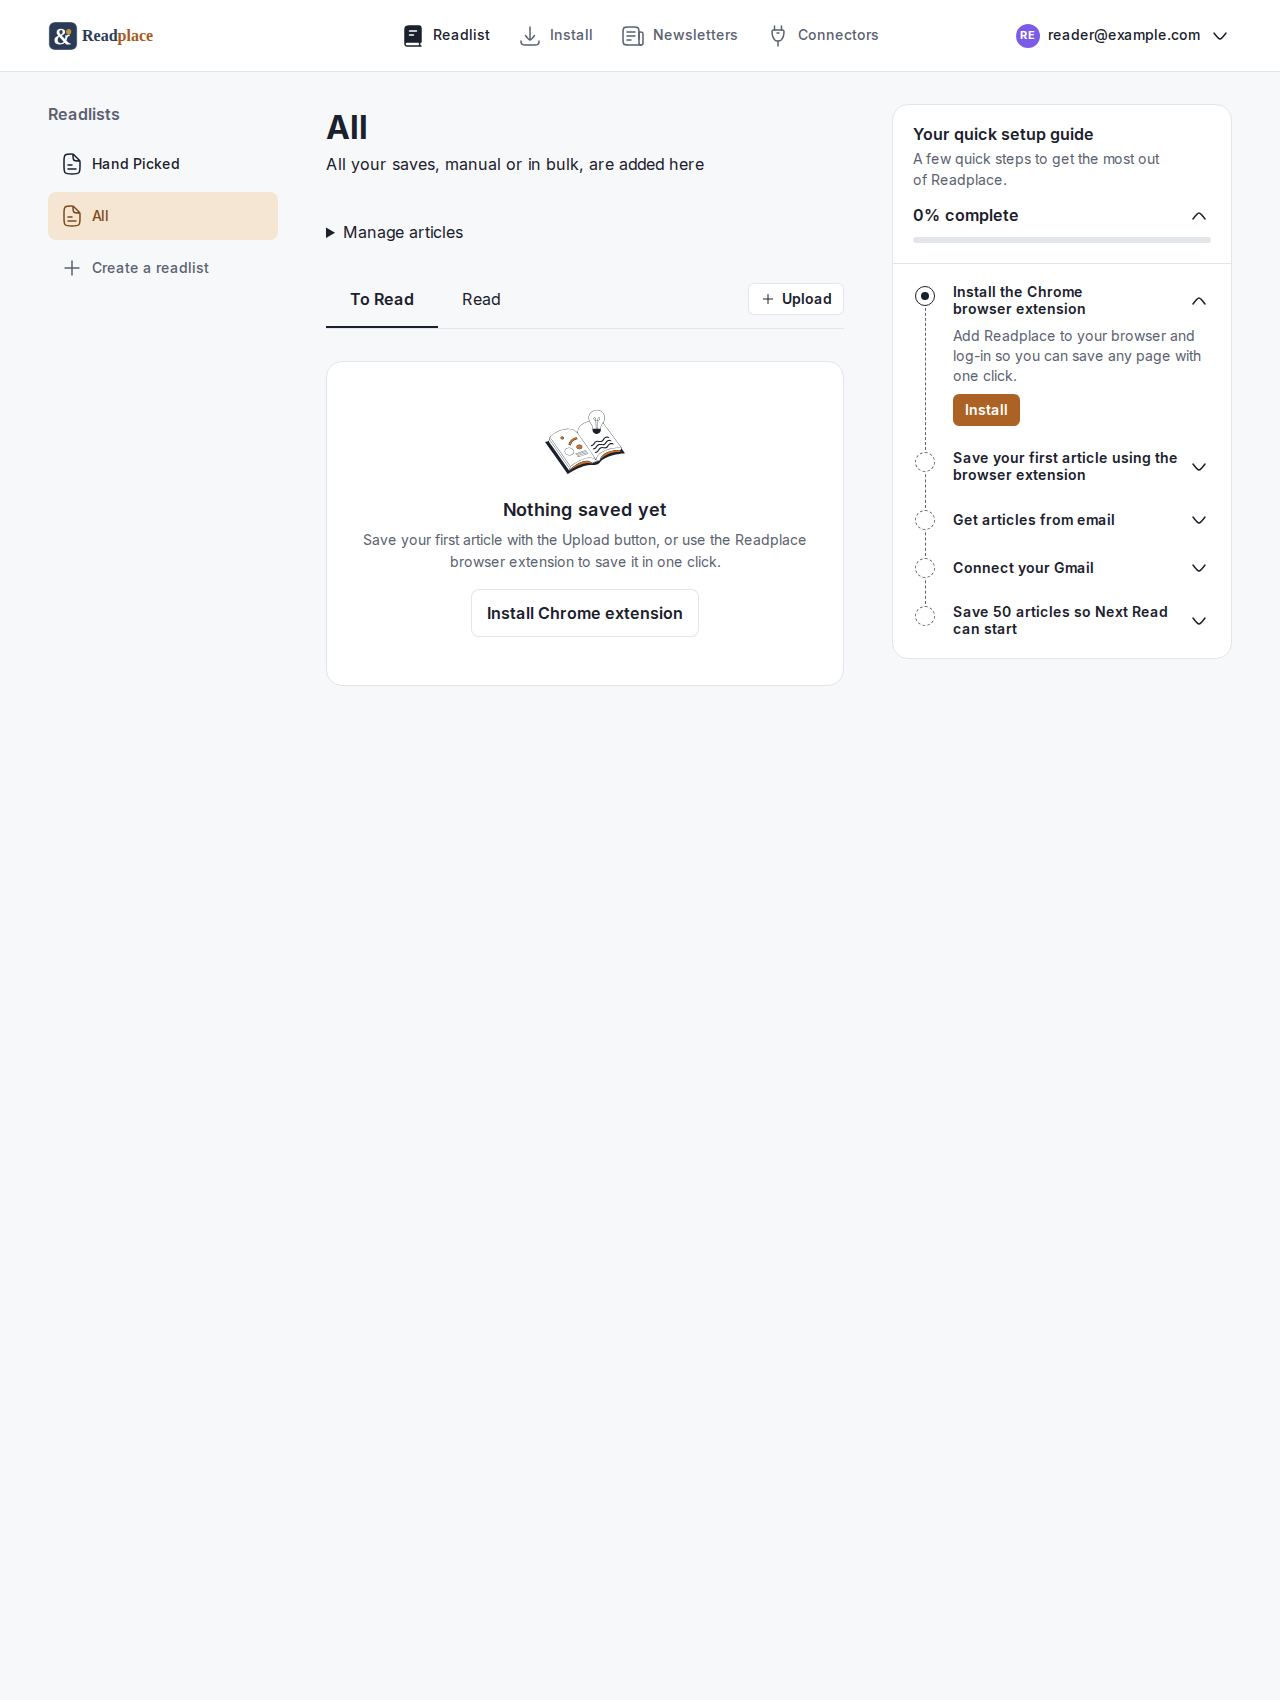 & Readplace
Readlist
Install
Newsletters
Connectors
RE
reader@example.com
Readlists
Hand Picked
All
Create a readlist
All
All your saves, manual or in bulk, are added here
Manage articles
To Read
Read
Upload
Nothing saved yet
Save your first article with the Upload button, or use the Readplace
browser extension to save it in one click.
Install Chrome extension
Your quick setup guide
A few quick steps to get the most out
of Readplace.
0% complete
Install the Chrome
browser extension
Add Readplace to your browser and
log-in so you can save any page with
one click.
Install
Save your first article using the
browser extension
Get articles from email
Connect your Gmail
Save 50 articles so Next Read
can start